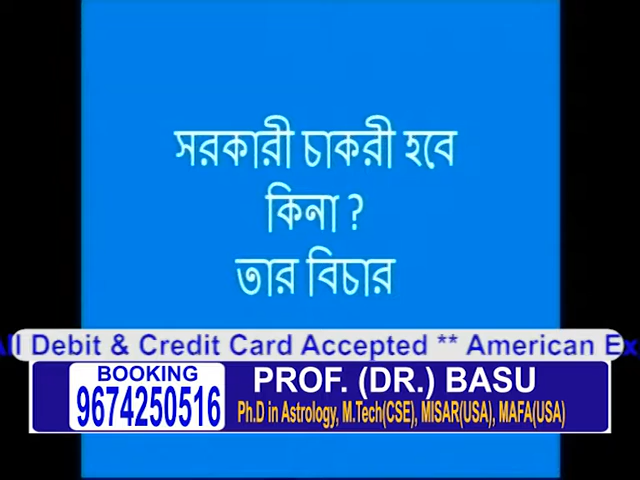 সরকারী চাকরী হবে
কিনা ?
তার বিচার
All Debit & Credit Card Accepted ** American
BOOKING
9674250516
PROF. (DR.) BASU
Ph.D in Astrology, M.Tech(CSE), MISAR(USA), MAFA(USA)